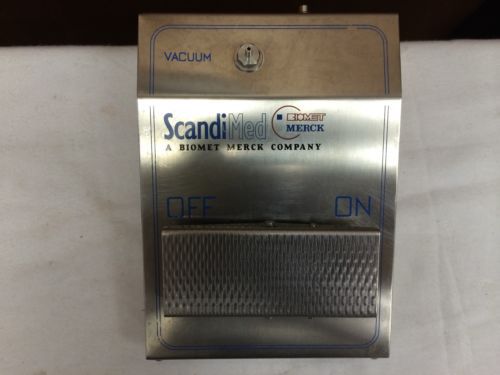 VACUUM
ScandiMed BIOMET
MERCK
A BIOMET MERCK COMPANY
OFF ON